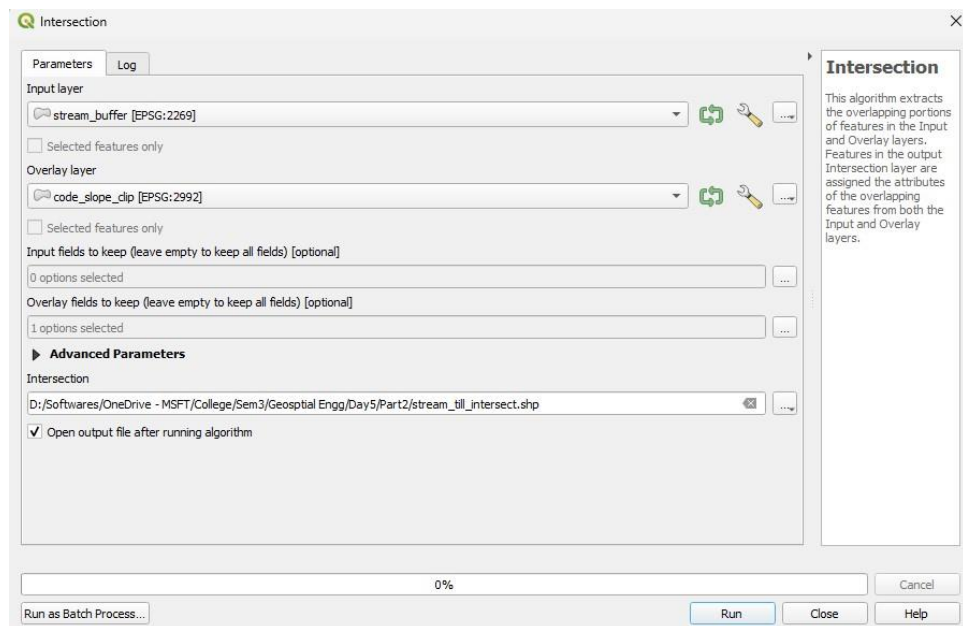 Intersection
Parameters
Log
Input layer
stream_buffer [EPSG:2269]
Selected features only
Overlay layer
code_slope_clip [EPSG:2992]
Selected features only
Input fields to keep (leave empty to keep all fields) [optional]
0 options selected
...
Overlay fields to keep (leave empty to keep all fields) [optional]
1 options selected
...
Advanced Parameters
Intersection
D:/Softwares/OneDrive - MSFT/College/Sem3/Geosptial Engg/Day5/Part2/stream_till_intersect.shp
Open output file after running algorithm
Intersection
This algorithm extracts
the overlapping portions
of features in the Input
and Overlay layers.
Features in the output
Intersection layer are
assigned the attributes
of the overlapping
features from both the
Input and Overlay
layers.
0%
Cancel
Run as Batch Process...
Run
Close
Help